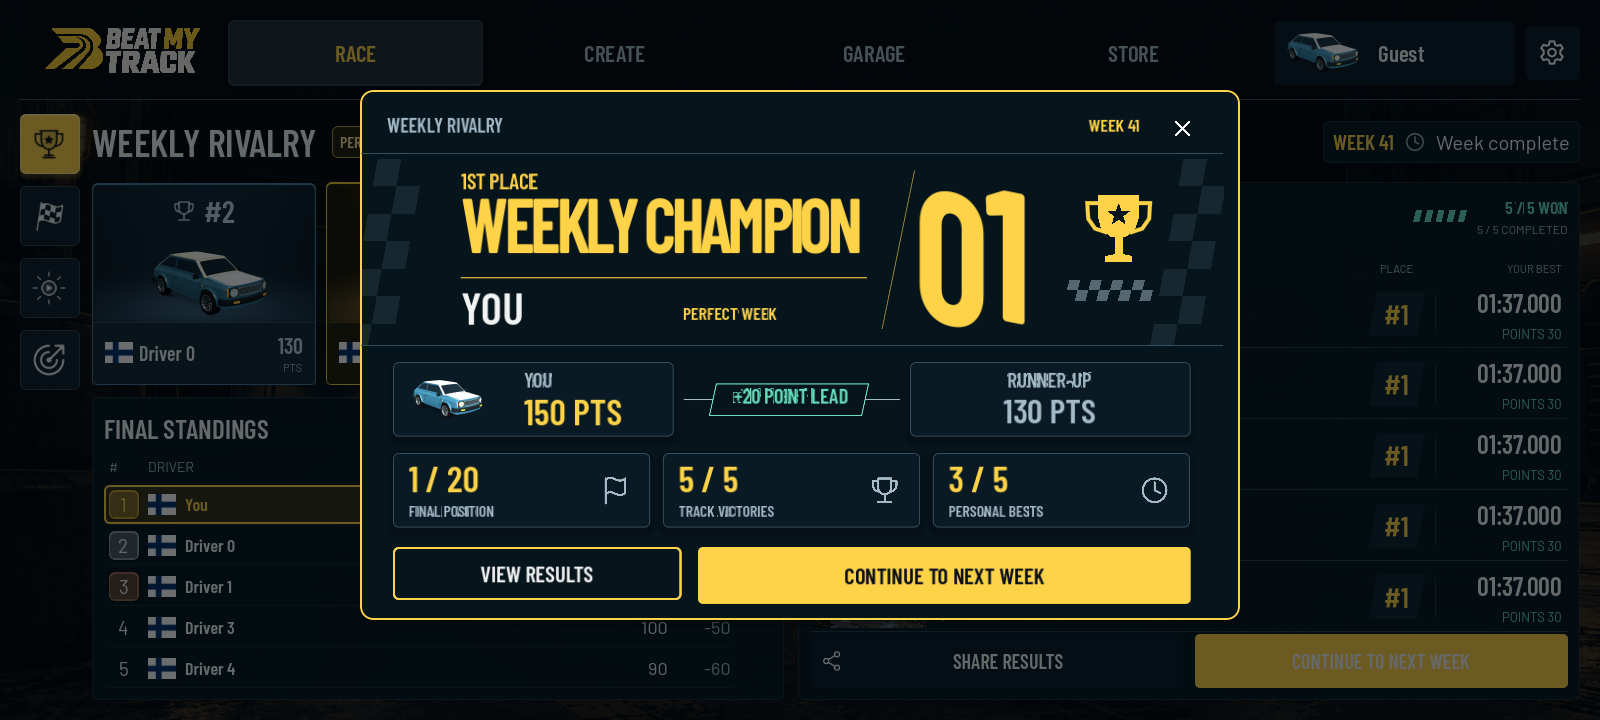 BEAT MY TRACK
RACE
CREATE
GARAGE
STORE
Guest
WEEKLY RIVALRY
WEEK 41
Week complete
#2
Driver 0
130
PTS
FINAL STANDINGS
# DRIVER
1 You
2 Driver 0
3 Driver 1
4 Driver 3 100 -50
5 Driver 4 90 -60
WEEKLY RIVALRY
WEEK 41
1ST PLACE
WEEKLY CHAMPION
YOU
PERFECT WEEK
01
YOU
150 PTS
+20 POINT LEAD
RUNNER-UP
130 PTS
1 / 20
FINAL POSITION
5 / 5
TRACK VICTORIES
3 / 5
PERSONAL BESTS
VIEW RESULTS
CONTINUE TO NEXT WEEK
5 / 5 WON
5 / 5 COMPLETED
PLACE YOUR BEST
#1 01:37.000
POINTS 30
#1 01:37.000
POINTS 30
#1 01:37.000
POINTS 30
#1 01:37.000
POINTS 30
#1 01:37.000
POINTS 30
SHARE RESULTS
CONTINUE TO NEXT WEEK